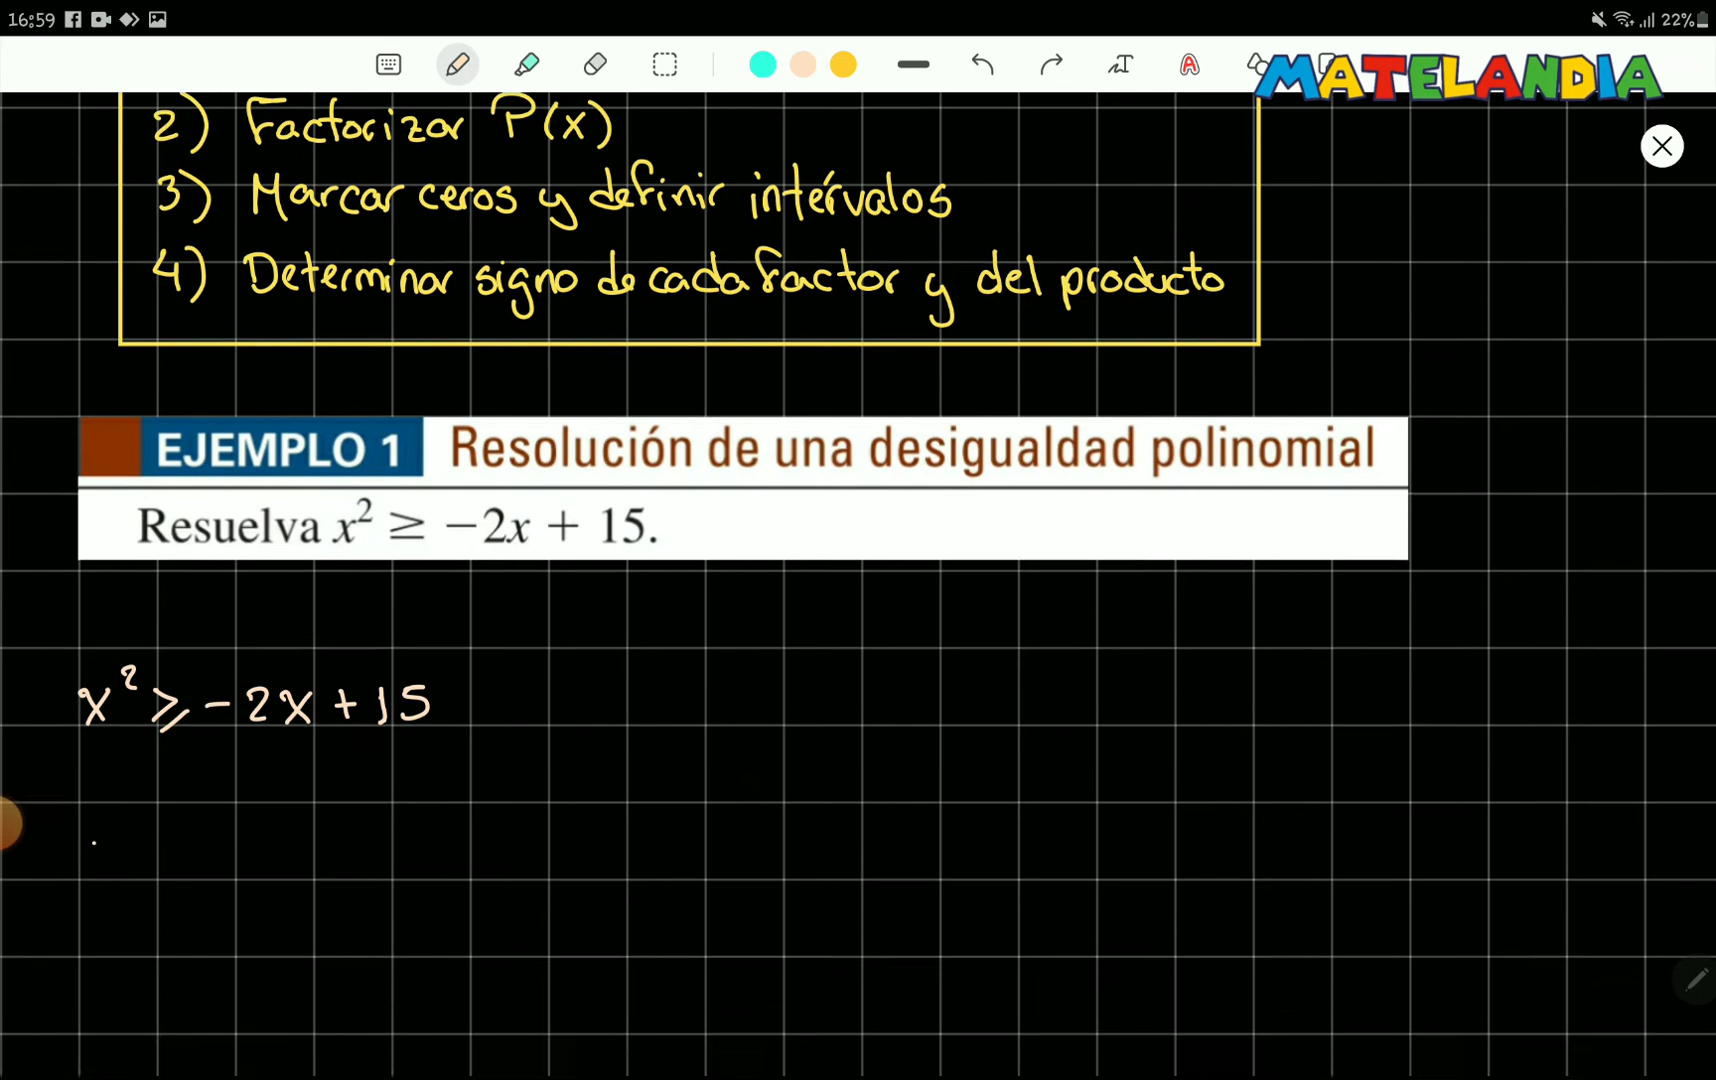 16:59
22%
MATELANDIA
2) Factorizar P(x)
3) Marcar ceros y definir intérvalos
4) Determinar signo de cada factor y del producto
EJEMPLO 1 Resolución de una desigualdad polinomial
Resuelva x² ≥ −2x + 15.
x² ≥ -2x + 15